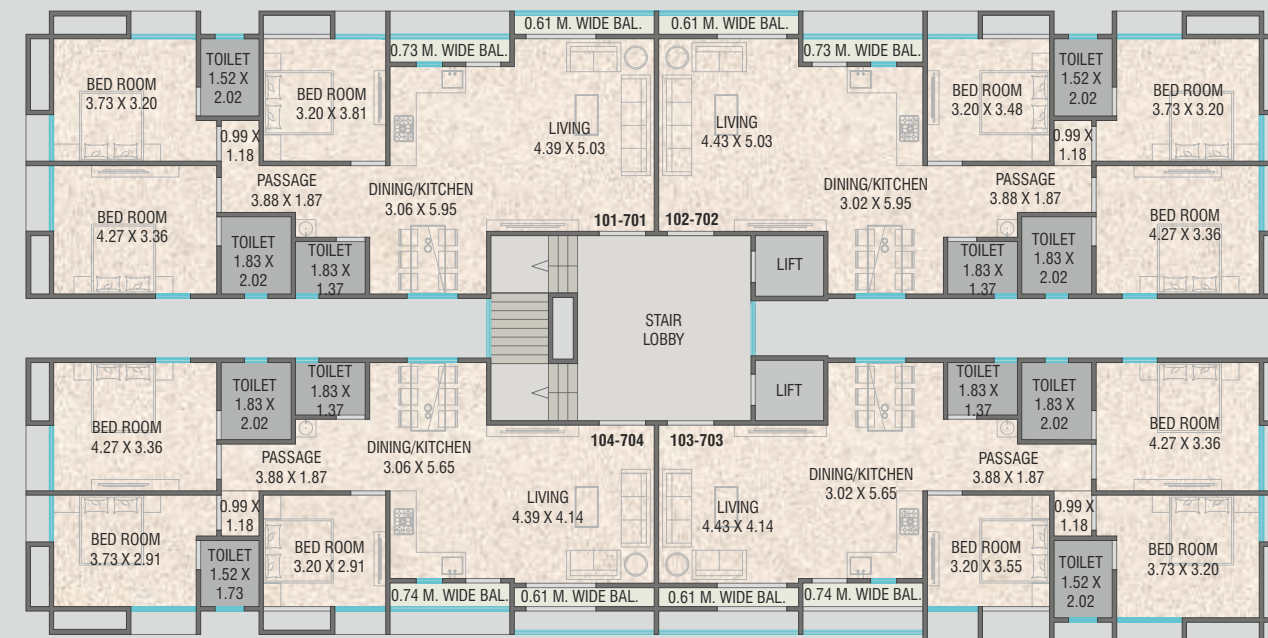 0.61 M. WIDE BAL.
0.61 M. WIDE BAL.
0.73 M. WIDE BAL.
0.73 M. WIDE BAL.
BED ROOM
3.73 X 3.20
TOILET
1.52 X
2.02
BED ROOM
3.20 X 3.81
0.99 X
1.18
LIVING
4.39 X 5.03
PASSAGE
3.88 X 1.87
DINING/KITCHEN
3.06 X 5.95
BED ROOM
4.27 X 3.36
TOILET
1.83 X
2.02
TOILET
1.83 X
1.37
101-701
102-702
LIVING
4.43 X 5.03
DINING/KITCHEN
3.02 X 5.95
BED ROOM
3.20 X 3.48
TOILET
1.52 X
2.02
BED ROOM
3.73 X 3.20
0.99 X
1.18
PASSAGE
3.88 X 1.87
TOILET
1.83 X
1.37
TOILET
1.83 X
2.02
BED ROOM
4.27 X 3.36
LIFT
STAIR
LOBBY
LIFT
BED ROOM
4.27 X 3.36
TOILET
1.83 X
2.02
TOILET
1.83 X
1.37
PASSAGE
3.88 X 1.87
DINING/KITCHEN
3.06 X 5.65
104-704
103-703
LIVING
4.39 X 4.14
0.99 X
1.18
BED ROOM
3.73 X 2.91
TOILET
1.52 X
1.73
BED ROOM
3.20 X 2.91
LIVING
4.43 X 4.14
DINING/KITCHEN
3.02 X 5.65
TOILET
1.83 X
1.37
TOILET
1.83 X
2.02
BED ROOM
4.27 X 3.36
PASSAGE
3.88 X 1.87
0.99 X
1.18
BED ROOM
3.20 X 3.55
TOILET
1.52 X
2.02
BED ROOM
3.73 X 3.20
0.74 M. WIDE BAL.
0.61 M. WIDE BAL.
0.61 M. WIDE BAL.
0.74 M. WIDE BAL.